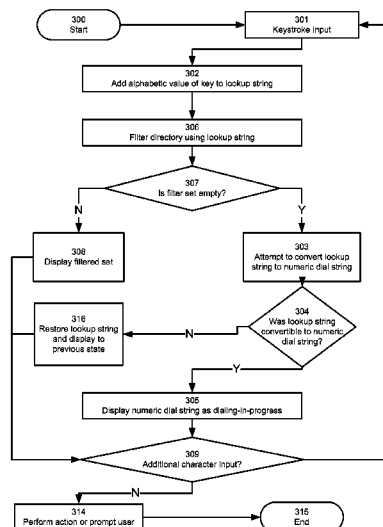 300
Start
301
Keystroke Input
302
Add alphabetic value of key to lookup string
306
Filter directory using lookup string
307
Is filter set empty?
N
Y
308
Display filtered set
303
Attempt to convert lookup
string to numeric dial string
316
Restore lookup string
and display to
previous state
304
Was lookup string
convertible to numeric
dial string?
N
Y
305
Display numeric dial string as dialing-in-progress
309
Additional character input?
N
314
Perform action or prompt user
315
End